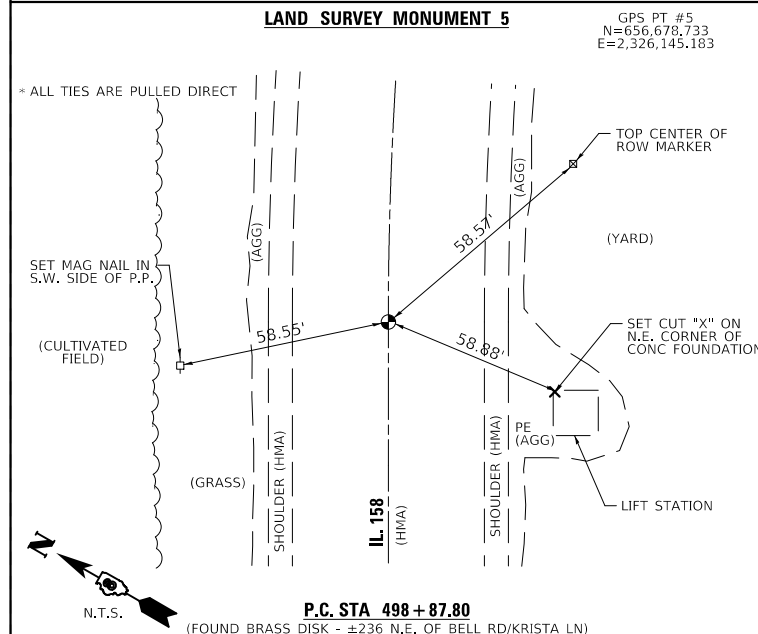 LAND SURVEY MONUMENT 5
GPS PT #5
N=656,678.733
E=2,326,145.183
* ALL TIES ARE PULLED DIRECT
TOP CENTER OF
ROW MARKER
(AGG)
(AGG)
58.57'
(YARD)
SET MAG NAIL IN
S.W. SIDE OF P.P.
58.55'
58.88'
SET CUT "X" ON
N.E. CORNER OF
CONC FOUNDATION
(CULTIVATED
FIELD)
PE
(AGG)
(GRASS)
SHOULDER (HMA)
IL. 158
(HMA)
SHOULDER (HMA)
LIFT STATION
N
N.T.S.
P.C. STA 498+87.80
(FOUND BRASS DISK - ±236 N.E. OF BELL RD/KRISTA LN)